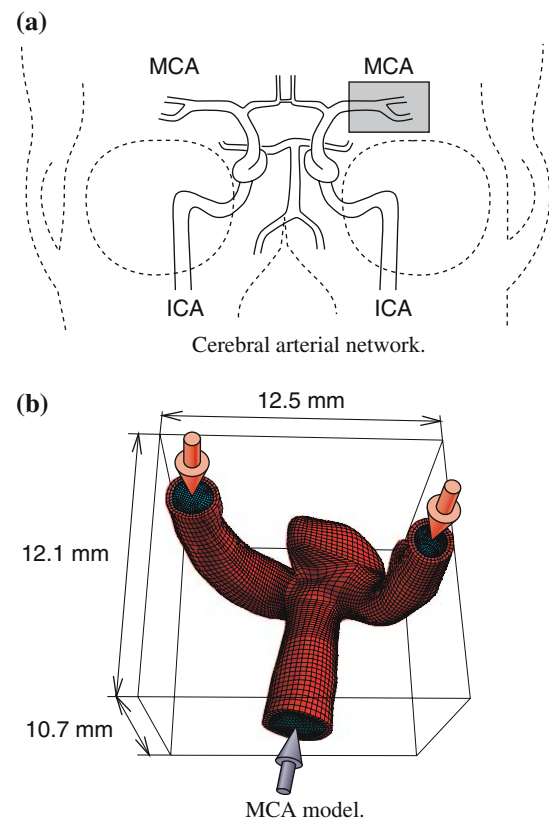 (a)
MCA
MCA
ICA
ICA
Cerebral arterial network.
(b)
12.5 mm
12.1 mm
10.7 mm
MCA model.